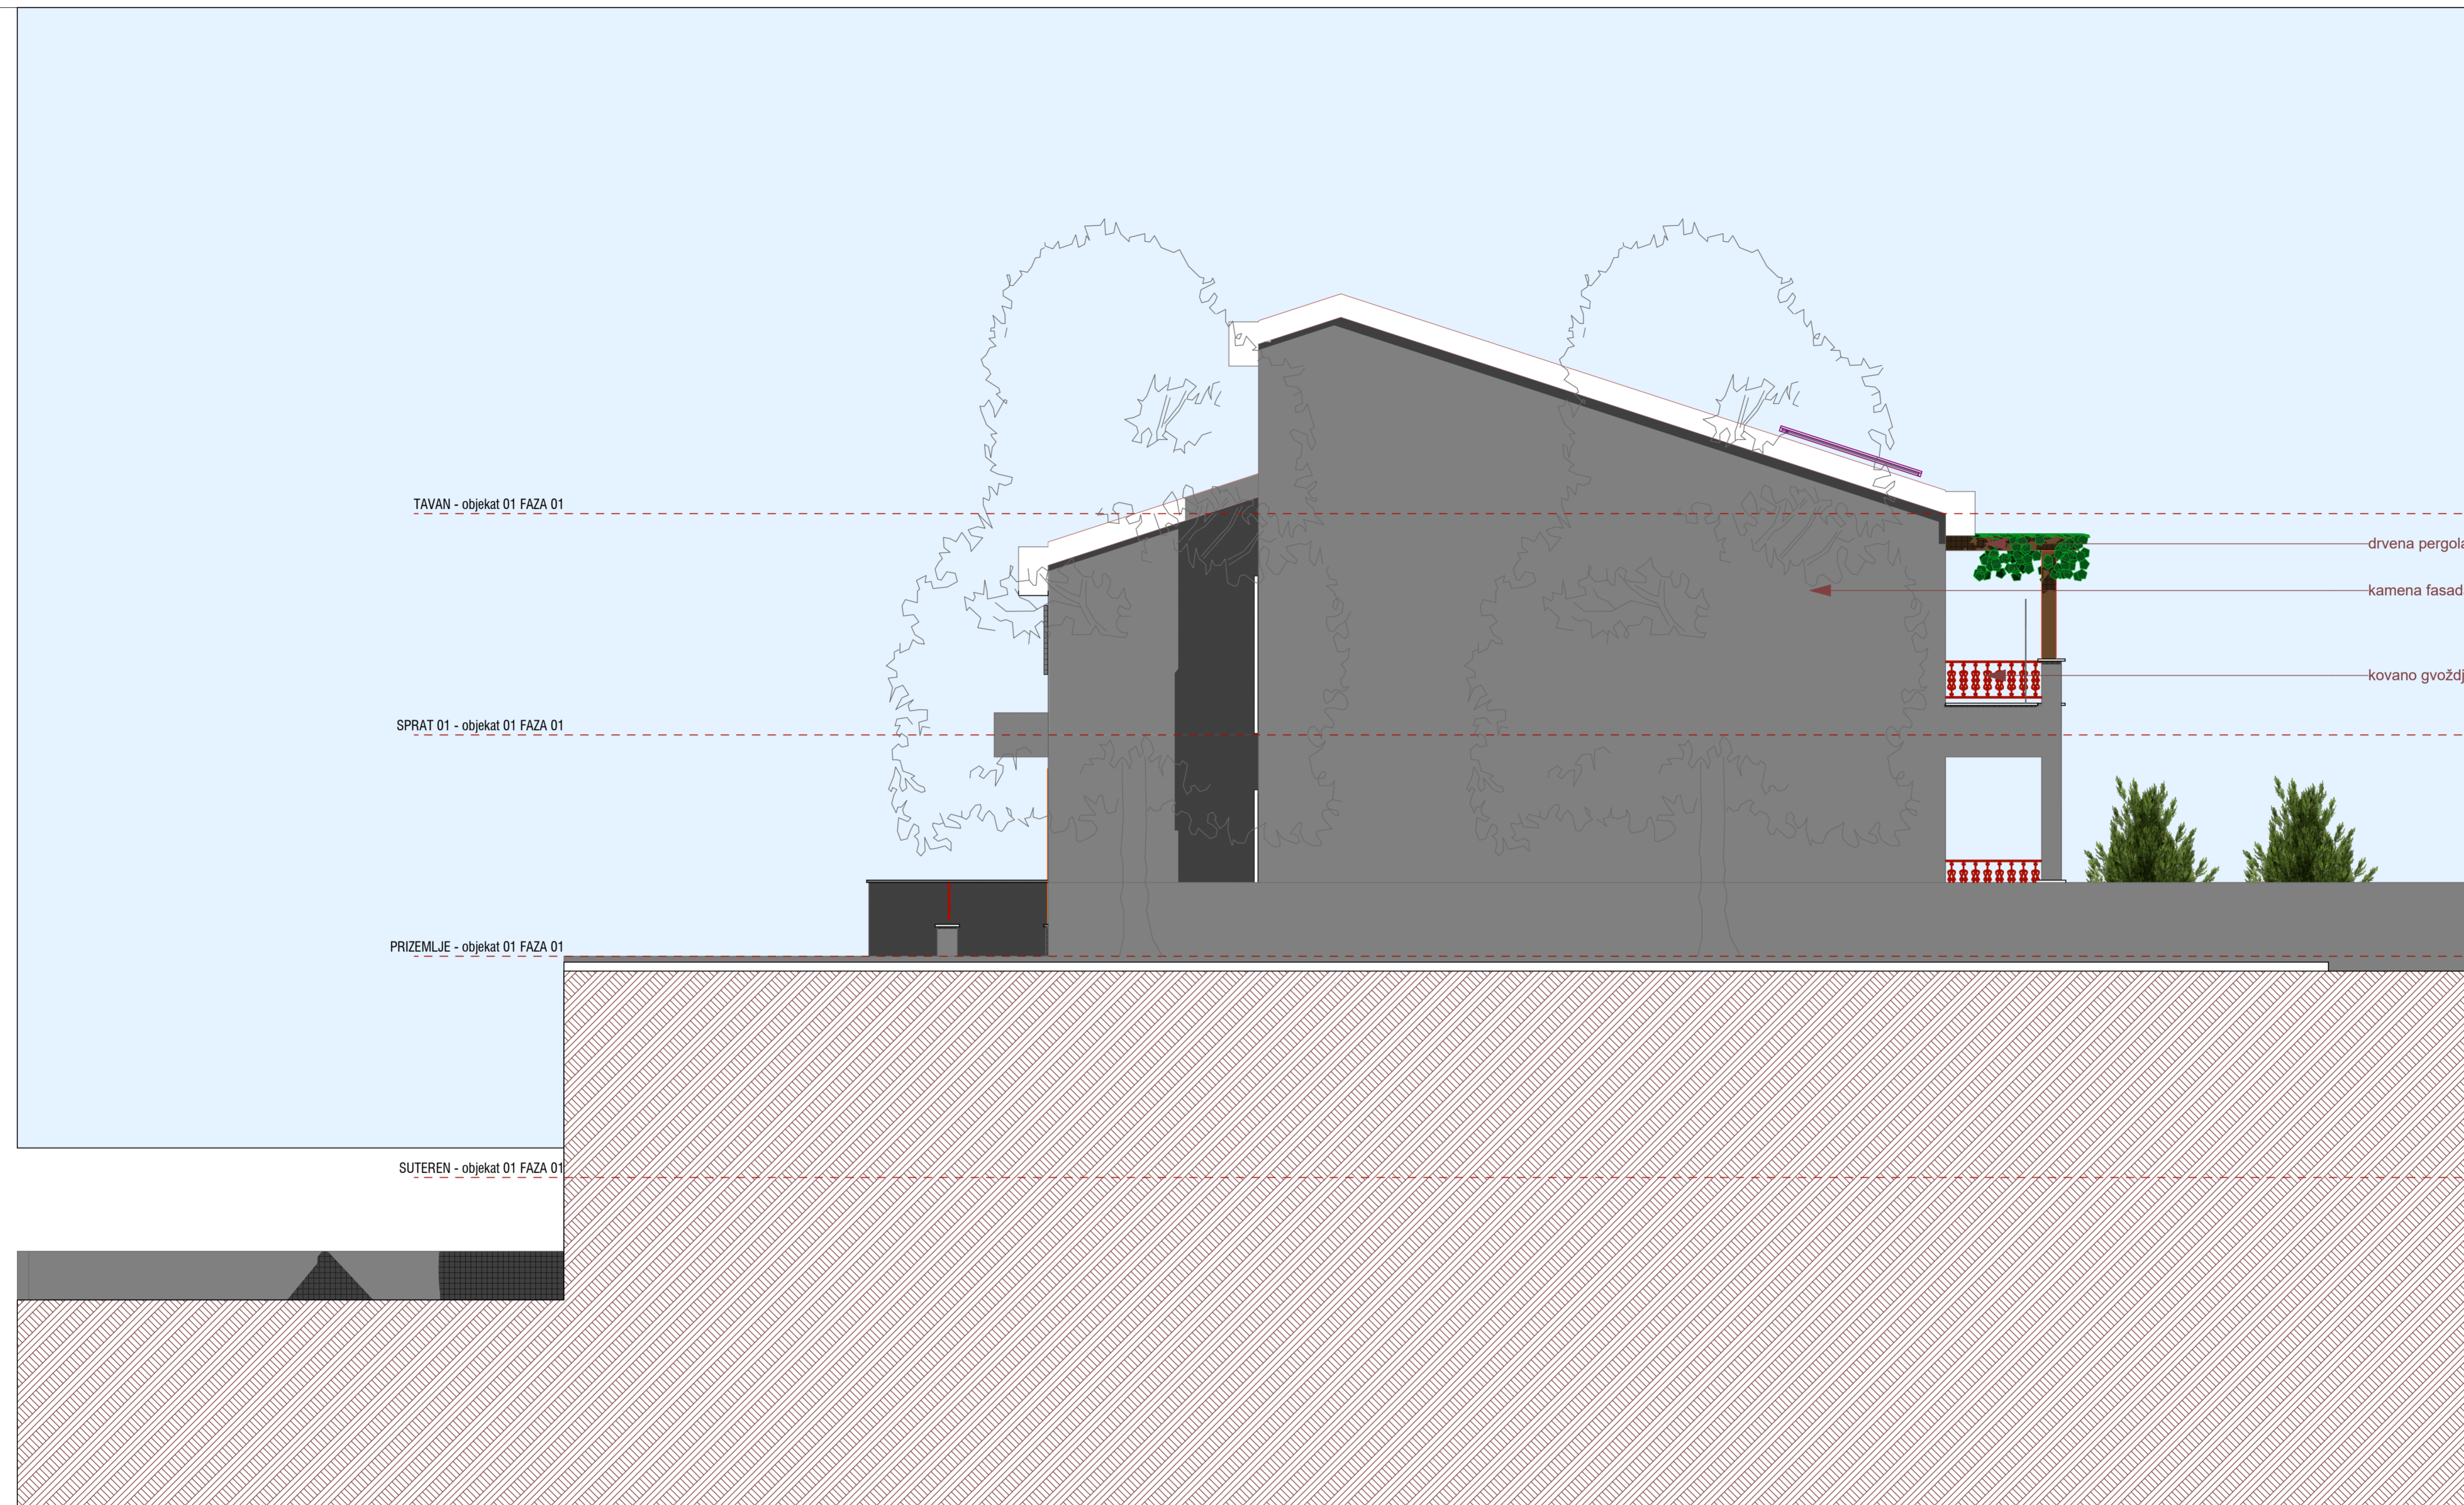 TAVAN - objekat 01 FAZA 01
drvena pergola
kamena fasad
kovano gvoždj
SPRAT 01 - objekat 01 FAZA 01
PRIZEMLJE - objekat 01 FAZA 01
SUTEREN - objekat 01 FAZA 01